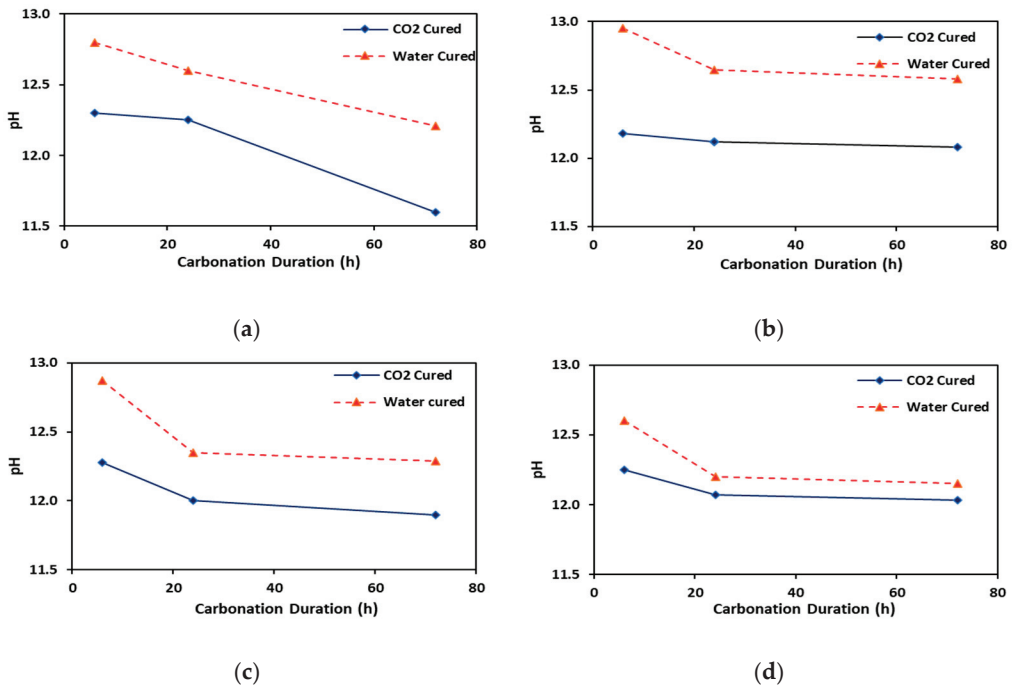 13.0
12.5
12.0
11.5
pH
0 20 40 60 80
Carbonation Duration (h)
CO2 Cured
Water Cured
(a)
13.0
12.5
12.0
11.5
pH
0 20 40 60 80
Carbonation Duration (h)
CO2 Cured
Water Cured
(b)
13.0
12.5
12.0
11.5
pH
0 20 40 60 80
Carbonation Duration (h)
CO2 Cured
Water cured
(c)
13.0
12.5
12.0
11.5
pH
0 20 40 60 80
Carbonation Duration (h)
CO2 Cured
Water Cured
(d)